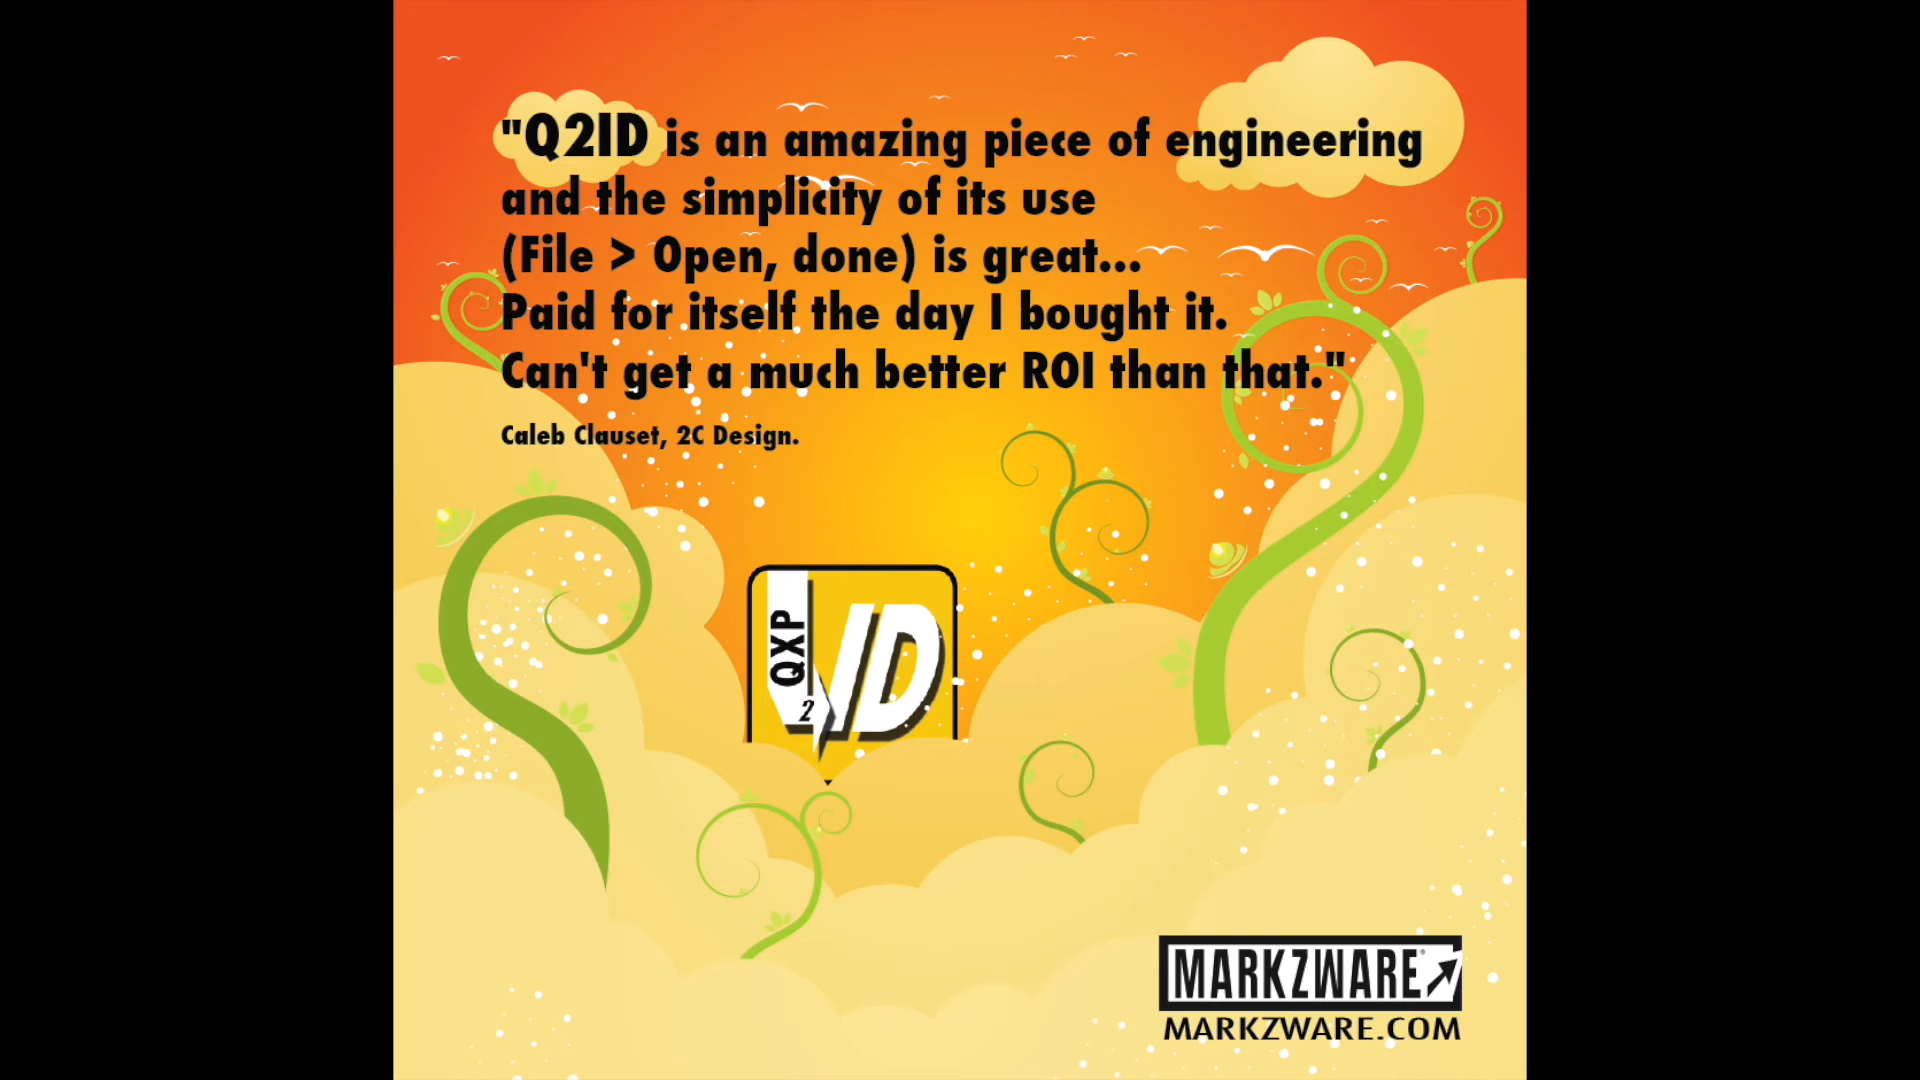 "Q2ID is an amazing piece of engineering
and the simplicity of its use
(File > Open, done) is great...
Paid for itself the day I bought it.
Can't get a much better ROI than that."
Caleb Clauset, 2C Design.
QXP
2
ID
MARKZWARE
MARKZWARE.COM